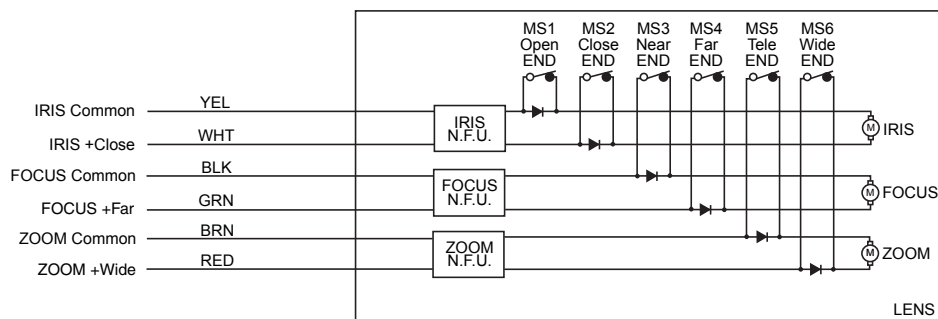 MS1 MS2 MS3 MS4 MS5 MS6
Open Close Near Far Tele Wide
END END END END END END
IRIS Common YEL
IRIS N.F.U.
M IRIS
IRIS +Close WHT
FOCUS Common BLK
FOCUS N.F.U.
M FOCUS
FOCUS +Far GRN
ZOOM Common BRN
ZOOM N.F.U.
M ZOOM
ZOOM +Wide RED
LENS